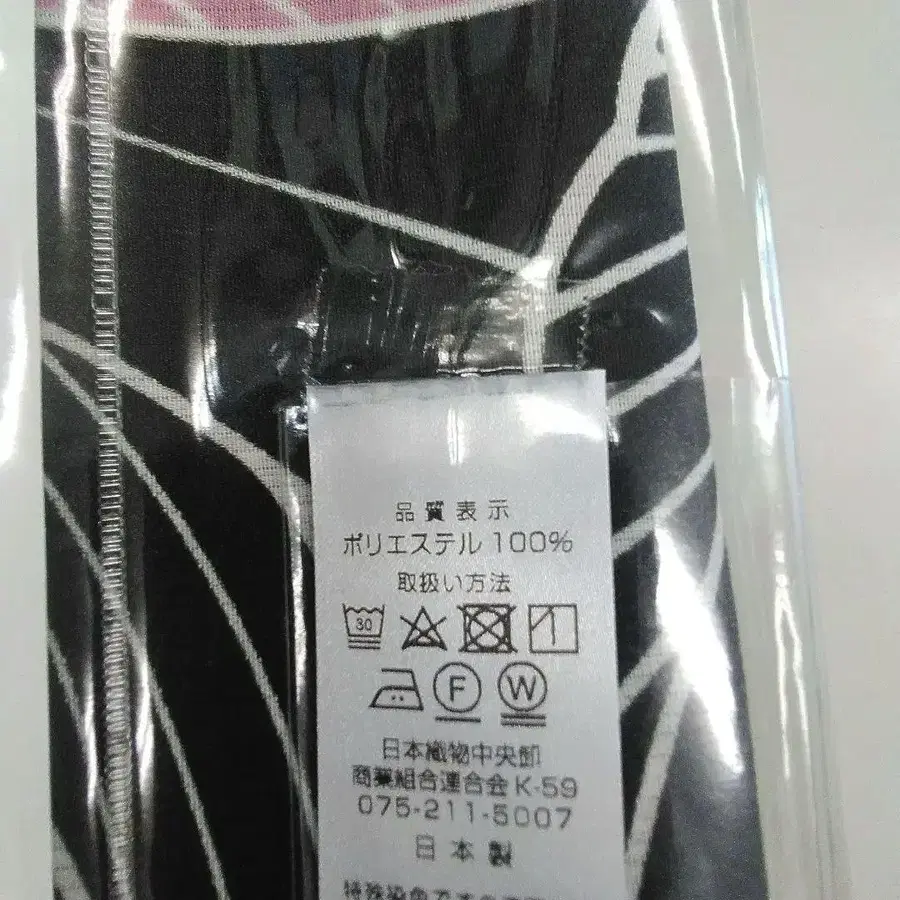 品質表示
ポリエステル 100%
取扱い方法
30
F W
日本織物中央卸
商業組合連合会 K-59
075-211-5007
日本製